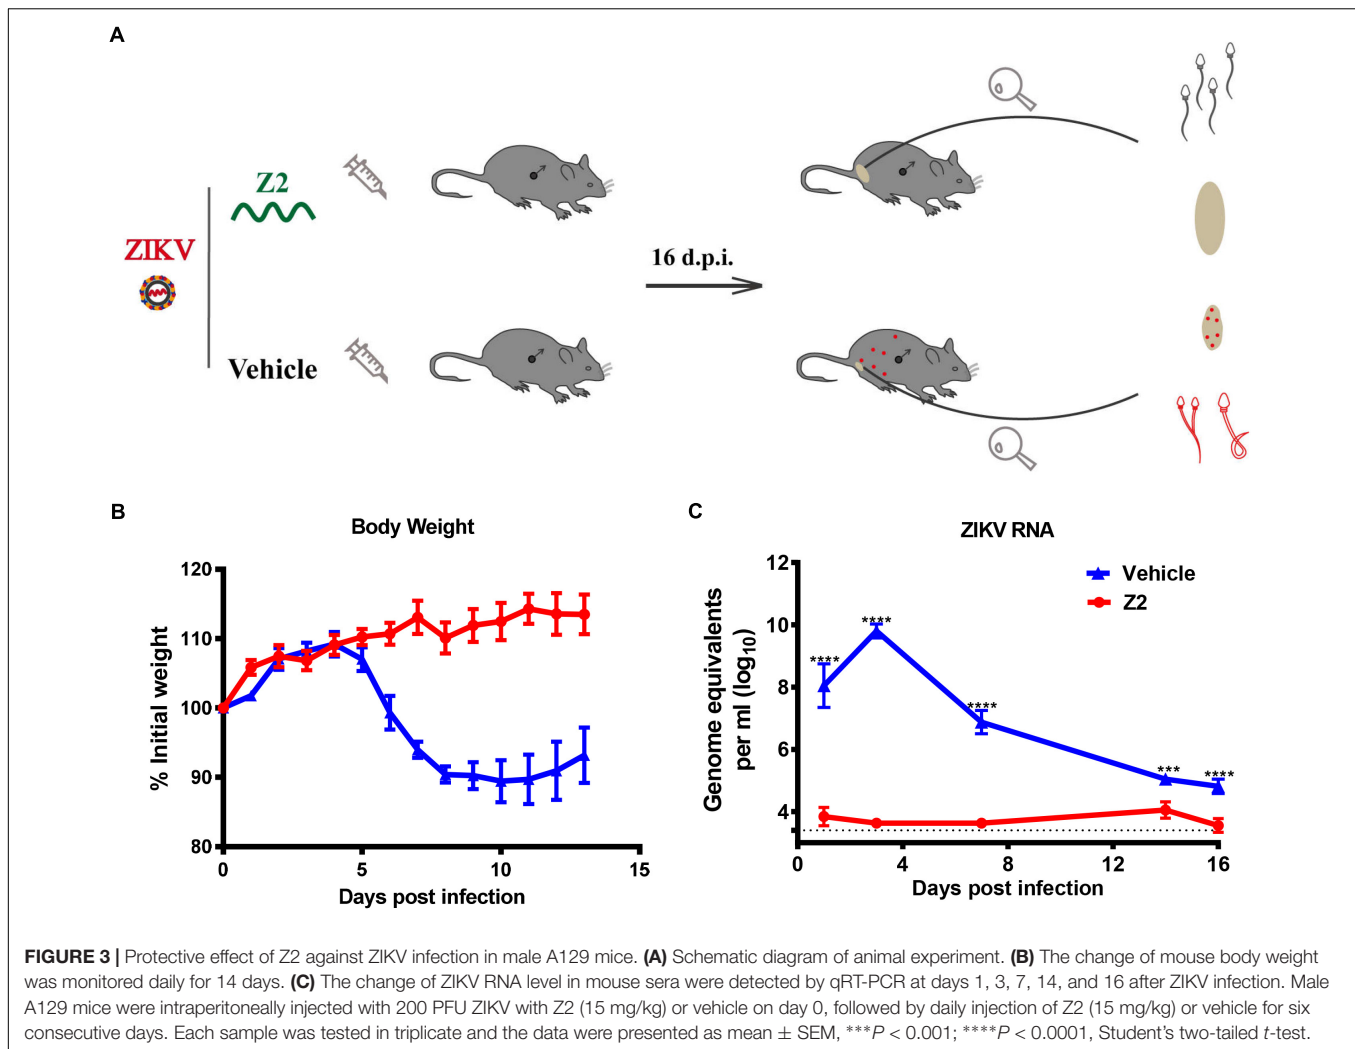 A
Z2
ZIKV
Vehicle
16 d.p.i.
B
Body Weight
% Initial weight
120
110
100
90
80
0
5
10
15
Days post infection
C
ZIKV RNA
Genome equivalents
per ml (log10)
12
10
8
6
4
0
4
8
12
16
Days post infection
Vehicle
Z2
****
****
****
***
****
FIGURE 3 | Protective effect of Z2 against ZIKV infection in male A129 mice. (A) Schematic diagram of animal experiment. (B) The change of mouse body weight
was monitored daily for 14 days. (C) The change of ZIKV RNA level in mouse sera were detected by qRT-PCR at days 1, 3, 7, 14, and 16 after ZIKV infection. Male
A129 mice were intraperitoneally injected with 200 PFU ZIKV with Z2 (15 mg/kg) or vehicle on day 0, followed by daily injection of Z2 (15 mg/kg) or vehicle for six
consecutive days. Each sample was tested in triplicate and the data were presented as mean ± SEM, ***P < 0.001; ****P < 0.0001, Student's two-tailed t-test.